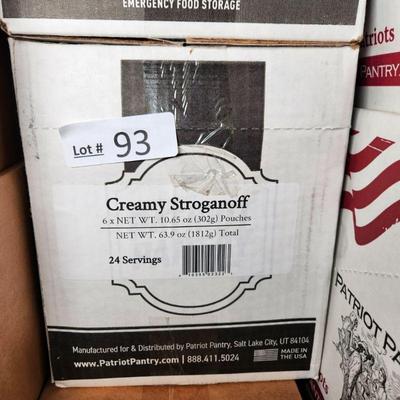 EMERGENCY FOOD STORAGE
triots
PANTRY.
Lot # 93
Creamy Stroganoff
6 x NET WT. 10.65 oz (302g) Pouches
NET WT. 63.9 oz (1812g) Total
24 Servings
PATRIOT PA
Manufactured for & Distributed by Patriot Pantry, Salt Lake City, UT 84104
www.PatriotPantry.com | 888.411.5024
MADE IN
THE USA